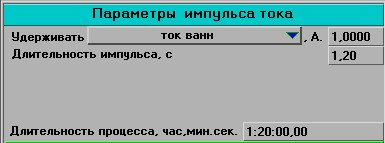 Параметры импульса тока
Удерживать ток ванн , А. 1,0000
Длительность импульса, с 1,20
Длительность процесса, час,мин.сек. 1:20:00,00